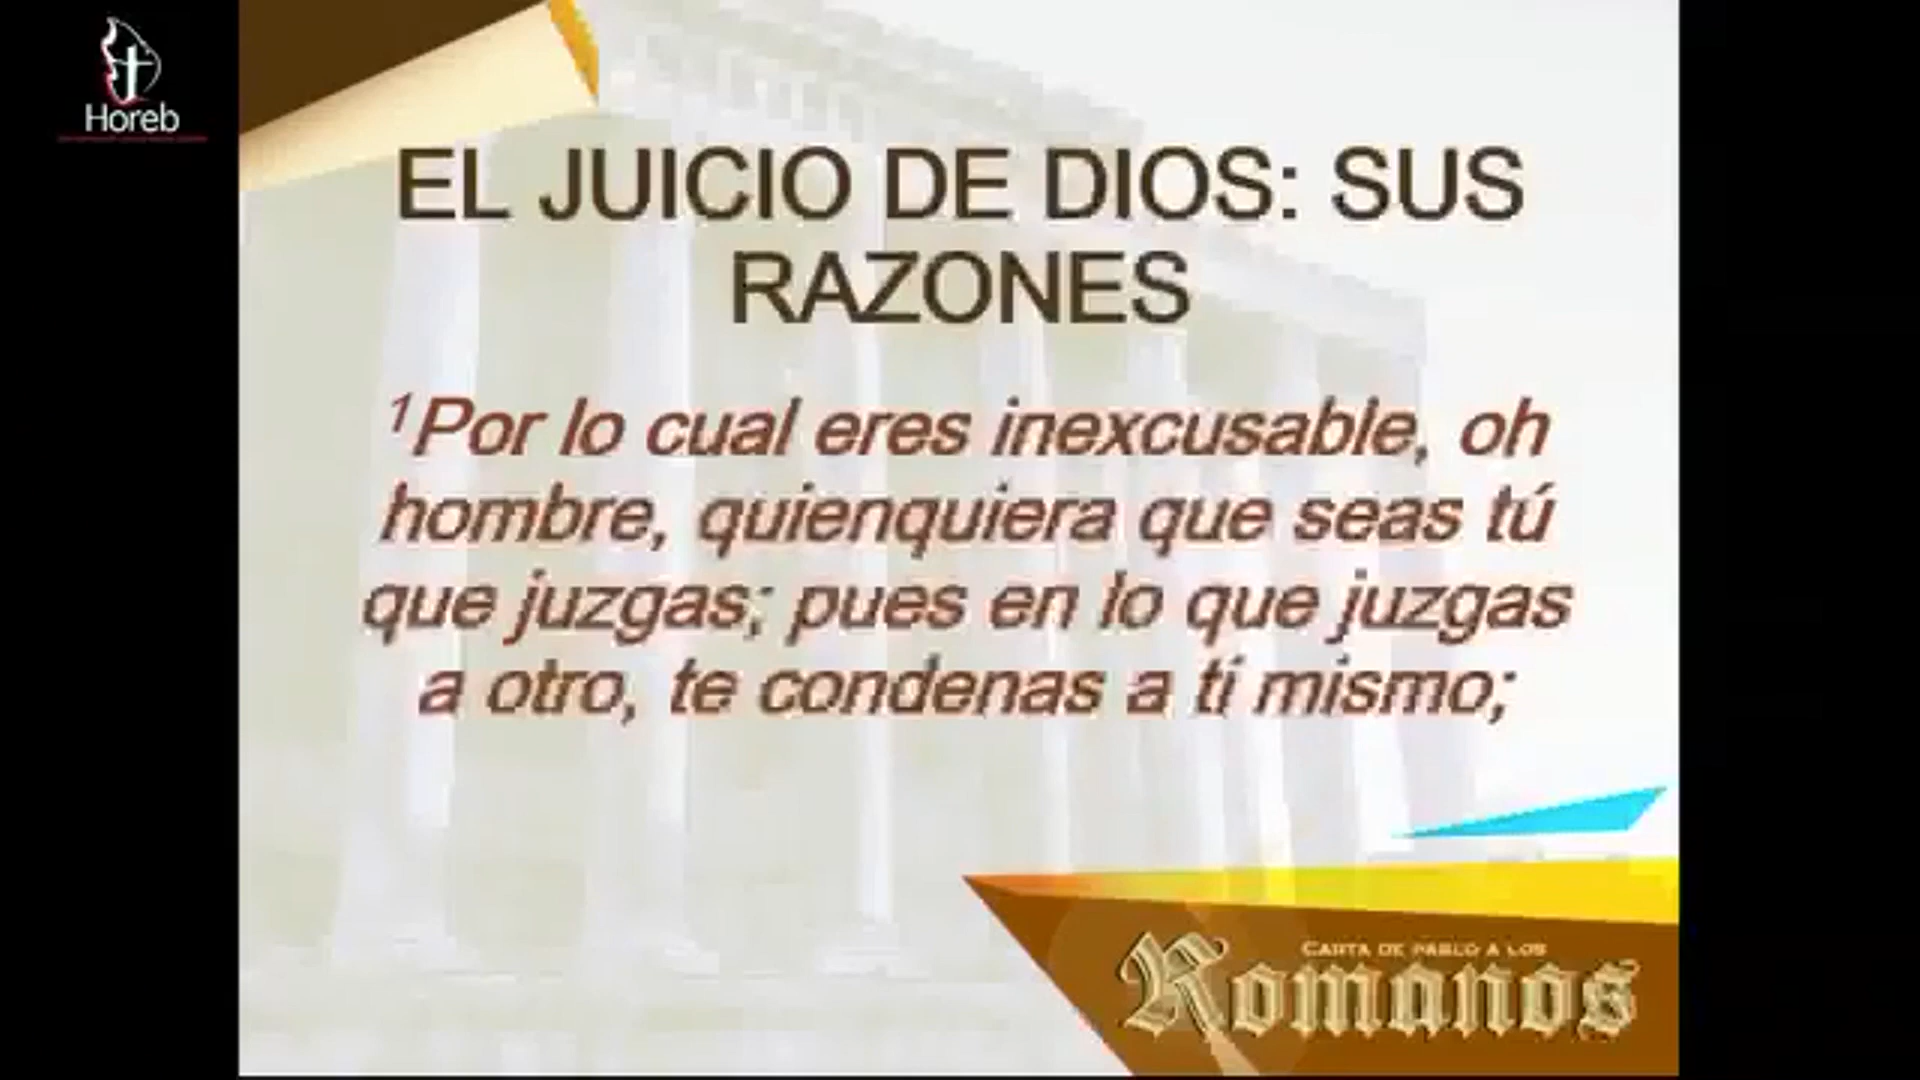 Horeb
EL JUICIO DE DIOS: SUS
RAZONES
¹Por lo cual eres inexcusable, oh
hombre, quienquiera que seas tú
que juzgas; pues en lo que juzgas
a otro, te condenas a ti mismo;
CARTA DE PABLO A LOS
Romanos